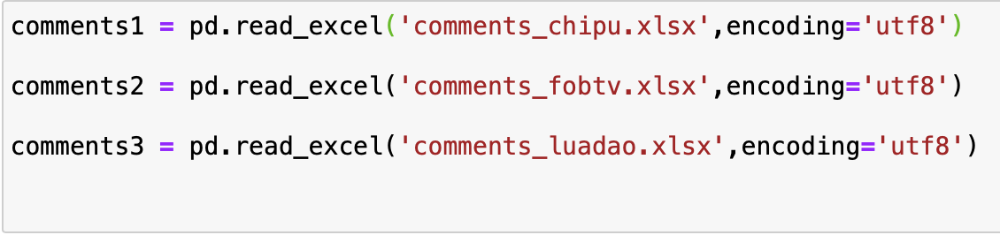 comments1 = pd.read_excel('comments_chipu.xlsx',encoding='utf8')
comments2 = pd.read_excel('comments_fobtv.xlsx',encoding='utf8')
comments3 = pd.read_excel('comments_luadao.xlsx',encoding='utf8')